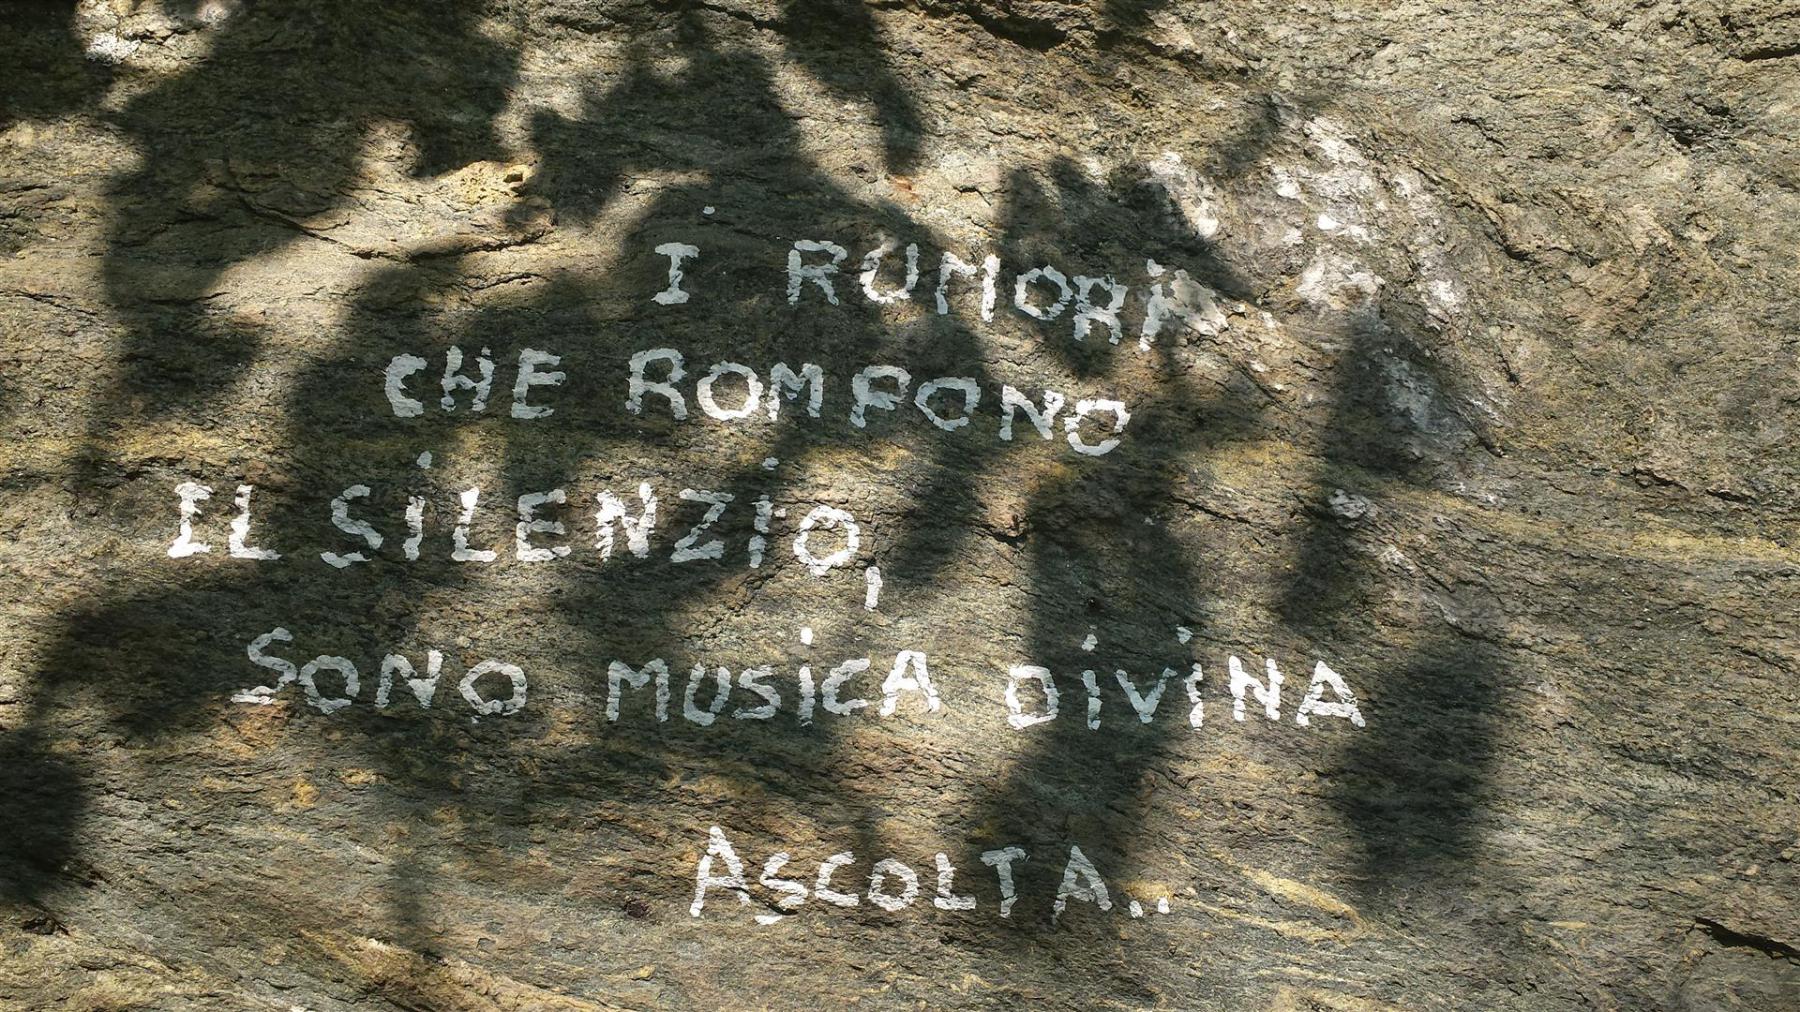 I RUMORi
CHE ROMPONO
IL SiLENZiO,
SONO MUSiCA DiViNA
ASCOLTA..